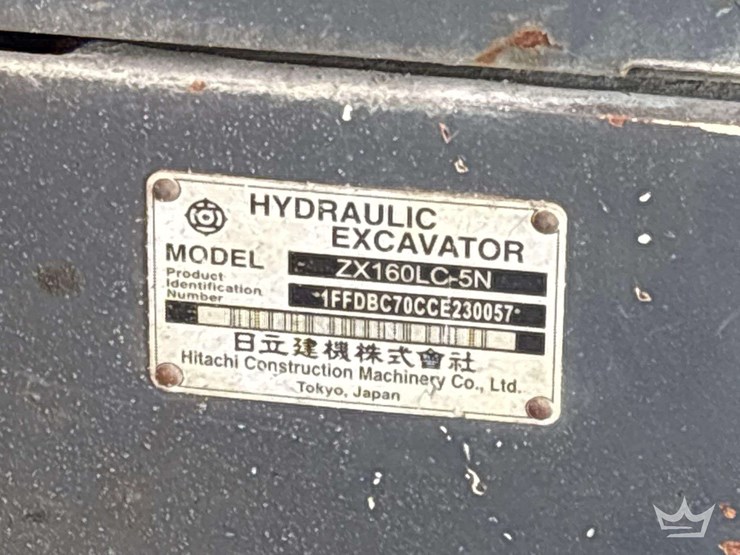 HYDRAULIC
EXCAVATOR
MODEL ZX160LC-5N
Product
Identification
Number *1FFDBC70CCE230057*
日立建機株式會社
Hitachi Construction Machinery Co., Ltd.
Tokyo, Japan